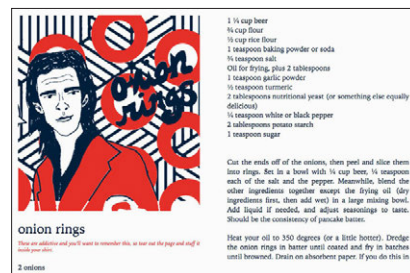 onion
rings
onion rings
These are addictive and you'll want to remember this, so tear out the page and stuff it
inside your shirt.
2 onions
1 ¼ cup beer
¾ cup flour
½ cup rice flour
1 teaspoon baking powder or soda
¾ teaspoon salt
Oil for frying, plus 2 tablespoons
1 teaspoon garlic powder
½ teaspoon turmeric
2 tablespoons nutritional yeast (or something else equally
delicious)
¼ teaspoon white or black pepper
2 tablespoons potato starch
1 teaspoon sugar
Cut the ends off of the onions, then peel and slice them
into rings. Set in a bowl with ¼ cup beer, ¼ teaspoon
each of the salt and the pepper. Meanwhile, blend the
other ingredients together except the frying oil (dry
ingredients first, then add wet) in a large mixing bowl.
Add liquid if needed, and adjust seasonings to taste.
Should be the consistency of pancake batter.
Heat your oil to 350 degrees (or a little hotter). Dredge
the onion rings in batter until coated and fry in batches
until browned. Drain on absorbent paper. If you do this in